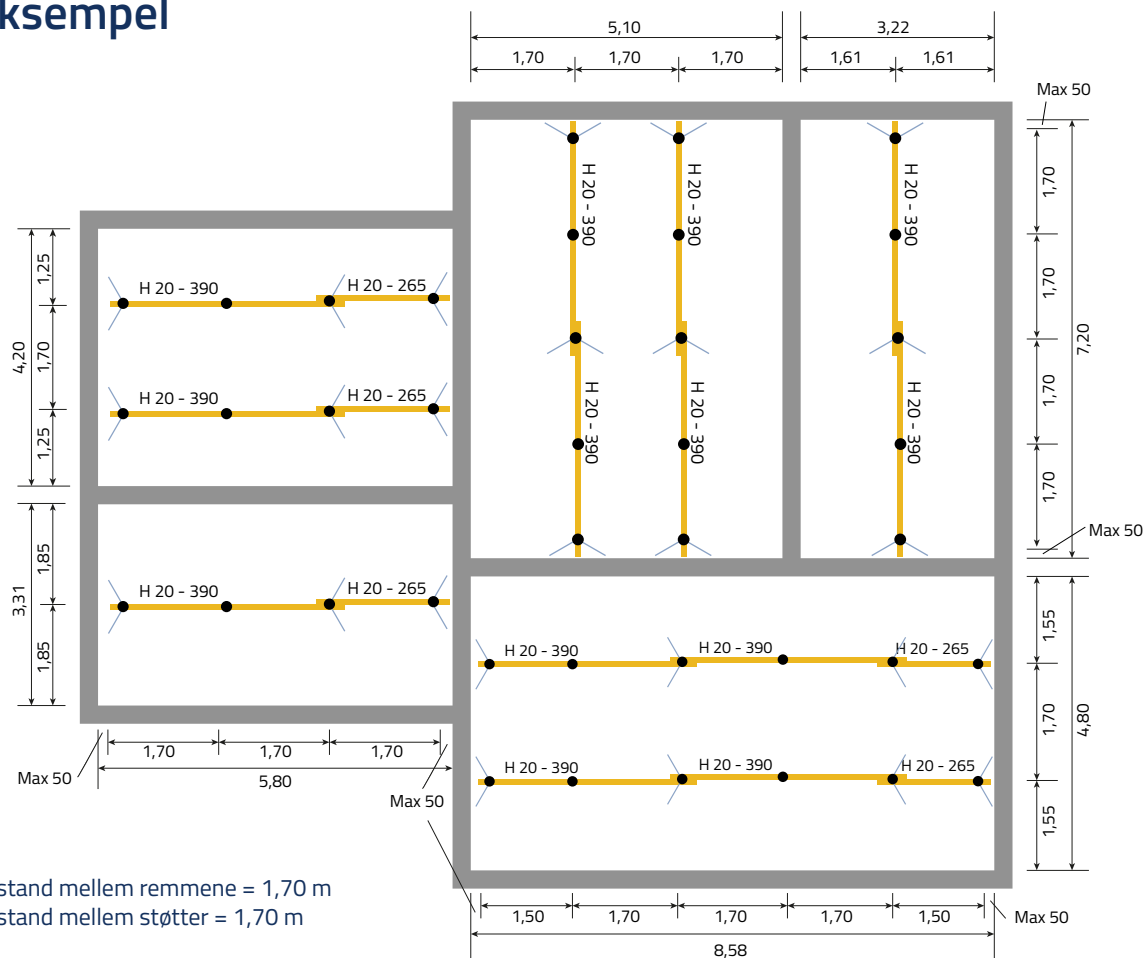 ksempel
5,10
3,22
1,70
1,70
1,70
1,61
1,61
Max 50
H 20 - 390
H 20 - 390
H 20 - 390
1,70
1,70
1,70
1,70
7,20
H 20 - 390
H 20 - 390
H 20 - 390
Max 50
4,20
1,25
1,70
1,25
H 20 - 390
H 20 - 265
H 20 - 390
H 20 - 265
3,31
1,85
1,85
H 20 - 390
H 20 - 265
1,70
1,70
1,70
Max 50
5,80
Max 50
H 20 - 390
H 20 - 390
H 20 - 265
H 20 - 390
H 20 - 390
H 20 - 265
1,55
1,70
1,55
4,80
stand mellem remmene = 1,70 m
stand mellem støtter = 1,70 m
1,50
1,70
1,70
1,70
1,50
Max 50
8,58